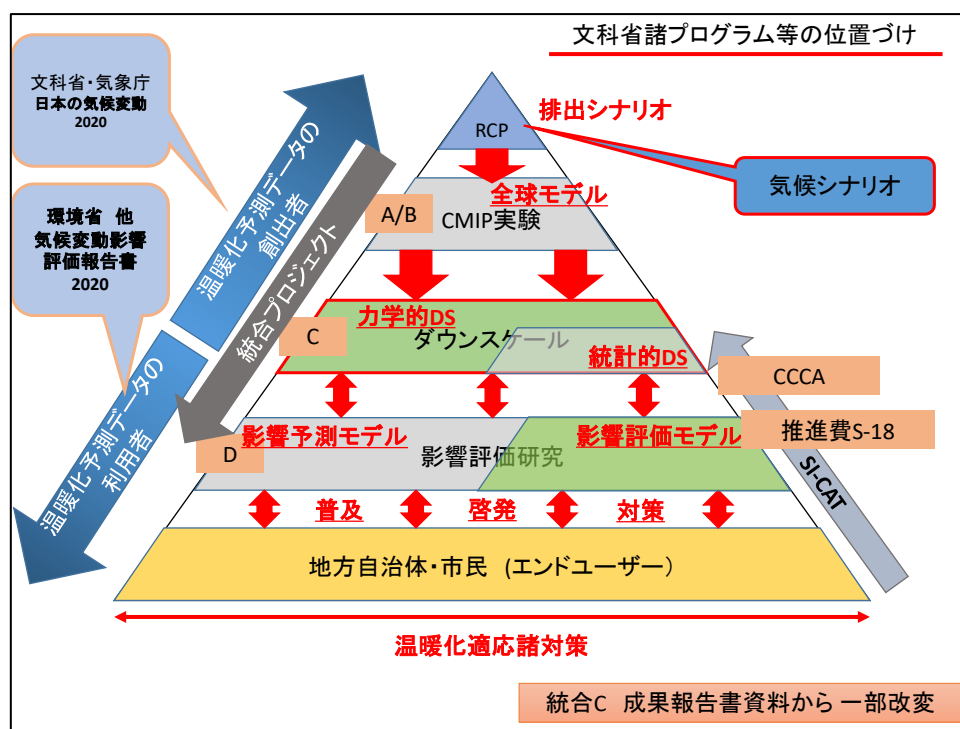 文科省諸プログラム等の位置づけ
文科省・気象庁
日本の気候変動
2020
環境省 他
気候変動影響
評価報告書
2020
温暖化予測データの
創出者
温暖化予測データの
利用者
統合プロジェクト
RCP
排出シナリオ
気候シナリオ
A/B
全球モデル
CMIP実験
C
力学的DS
ダウンスケール
統計的DS
CCCA
推進費S-18
SI-CAT
D
影響予測モデル
影響評価モデル
影響評価研究
普及 啓発 対策
地方自治体・市民 (エンドユーザー)
温暖化適応諸対策
統合C 成果報告書資料から 一部改変